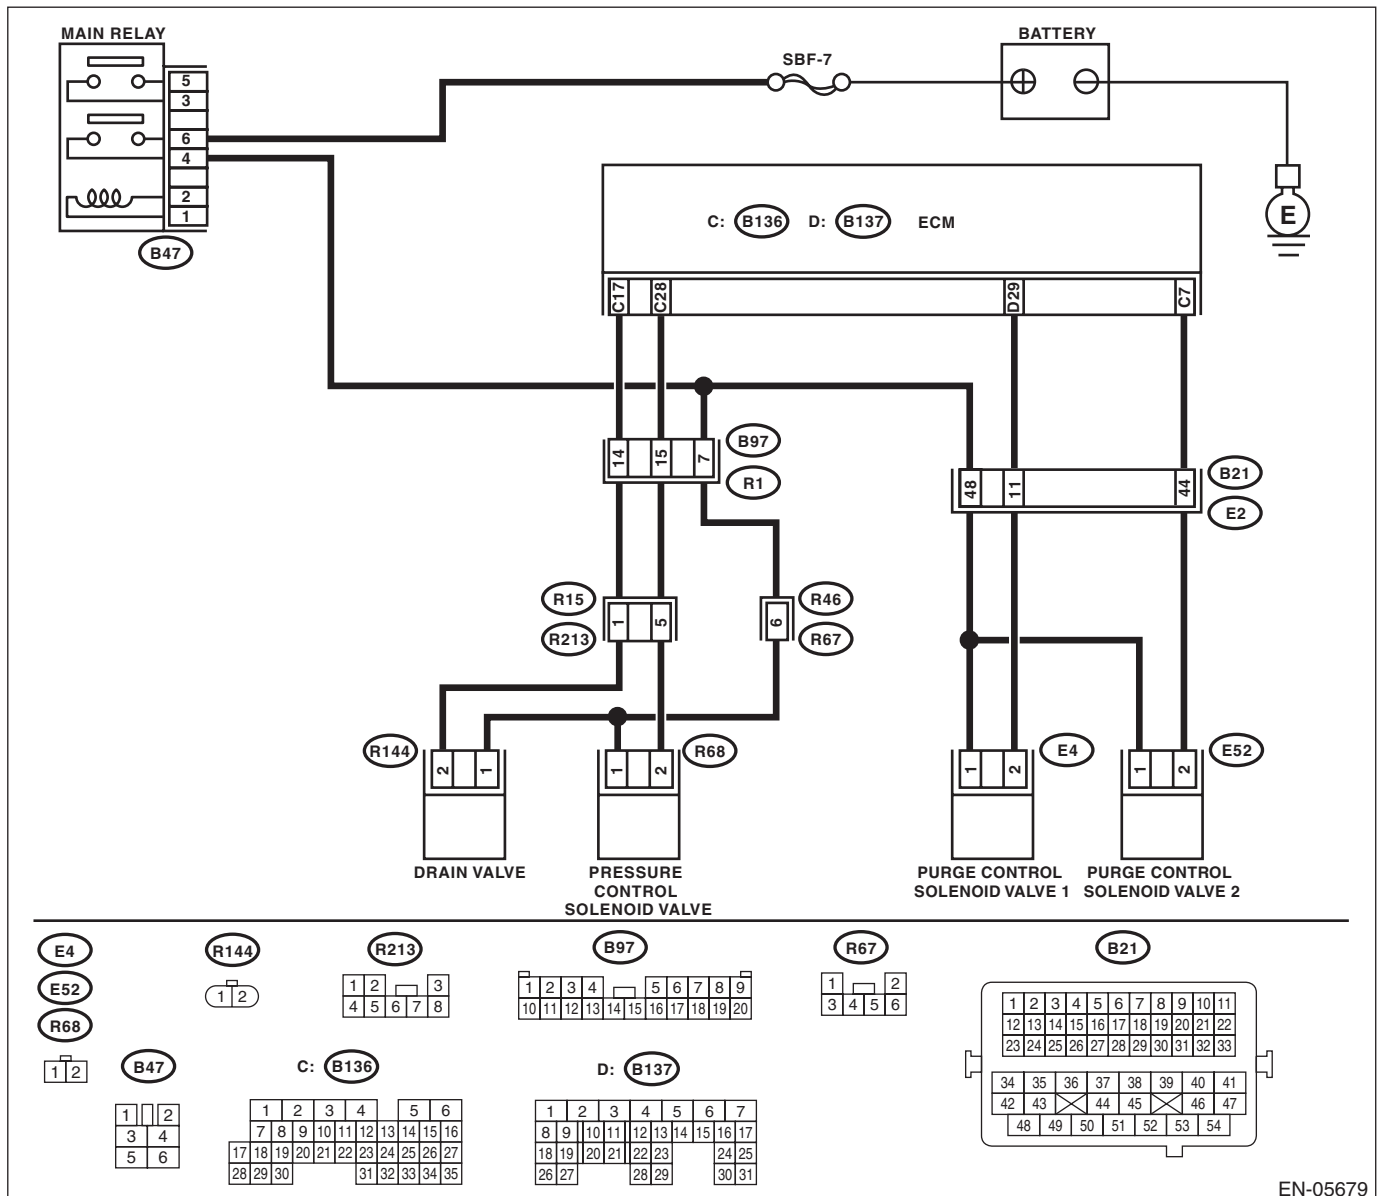 MAIN RELAY
BATTERY
SBF-7
5
3
6
4
2
1
B47
E
C: B136 D: B137 ECM
C17 C28 D29 C7
14 15 7
B97
R1
48 11 44
B21
E2
R15
R213
1 5
6
R46
R67
R144
2 1
1 2
R68
1 2
E4
1 2
E52
DRAIN VALVE
PRESSURE
CONTROL
SOLENOID VALVE
PURGE CONTROL
SOLENOID VALVE 1
PURGE CONTROL
SOLENOID VALVE 2
E4
E52
R68
1 2
R144
1 2
R213
1 2 3
4 5 6 7 8
B97
1 2 3 4 5 6 7 8 9
10 11 12 13 14 15 16 17 18 19 20
R67
1 2
3 4 5 6
B21
1 2 3 4 5 6 7 8 9 10 11
12 13 14 15 16 17 18 19 20 21 22
23 24 25 26 27 28 29 30 31 32 33
34 35 36 37 38 39 40 41
42 43 44 45 46 47
48 49 50 51 52 53 54
B47
1 2
3 4
5 6
C: B136
1 2 3 4 5 6
7 8 9 10 11 12 13 14 15 16
17 18 19 20 21 22 23 24 25 26 27
28 29 30 31 32 33 34 35
D: B137
1 2 3 4 5 6 7
8 9 10 11 12 13 14 15 16 17
18 19 20 21 22 23 24 25
26 27 28 29 30 31
EN-05679